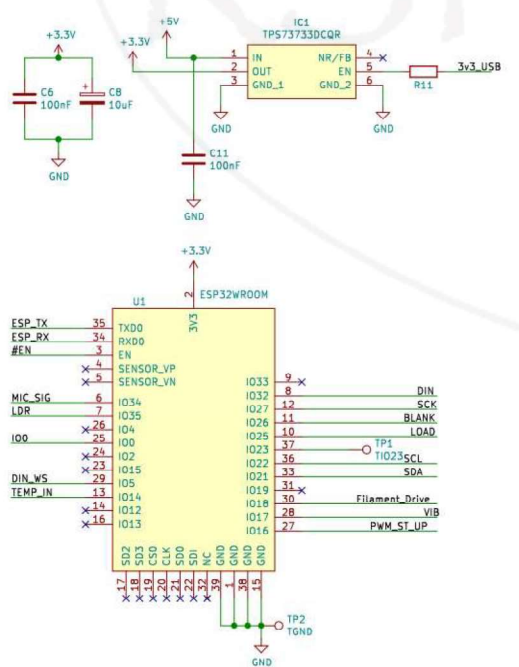 IC1
TPS73733DCQR
+5V
+3.3V
+3.3V
1 IN NR/FB 4
2 OUT EN 5 R11 3v3_USB
3 GND_1 GND_2 6
C6 100nF
C8 10uF
+
GND
GND
GND
C11 100nF
GND
+3.3V
U1 ESP32WROOM
2 3V3
ESP_TX 35 TXD0
ESP_RX 34 RXD0
#EN 3 EN
4 SENSOR_VP
5 SENSOR_VN
MIC_SIG 6 IO34
LDR 7 IO35
26 IO4
IO0 25 IO0
24 IO2
23 IO15
DIN_WS 29 IO5
TEMP_IN 13 IO14
14 IO12
16 IO13
IO33 9
IO32 8 DIN
IO27 12 SCK
IO26 11 BLANK
IO25 10 LOAD
IO23 37 TP1
TIO23
IO22 36 SCL
IO21 33 SDA
IO19 31
IO18 30 Filament_Drive
IO17 28 VIB
IO16 27 PWM_ST_UP
SD2 SD3 CSD CLK SD0 SDI NC GND GND GND GND
17 18 19 20 21 22 32 39 1 38 15
TP2
TGND
GND